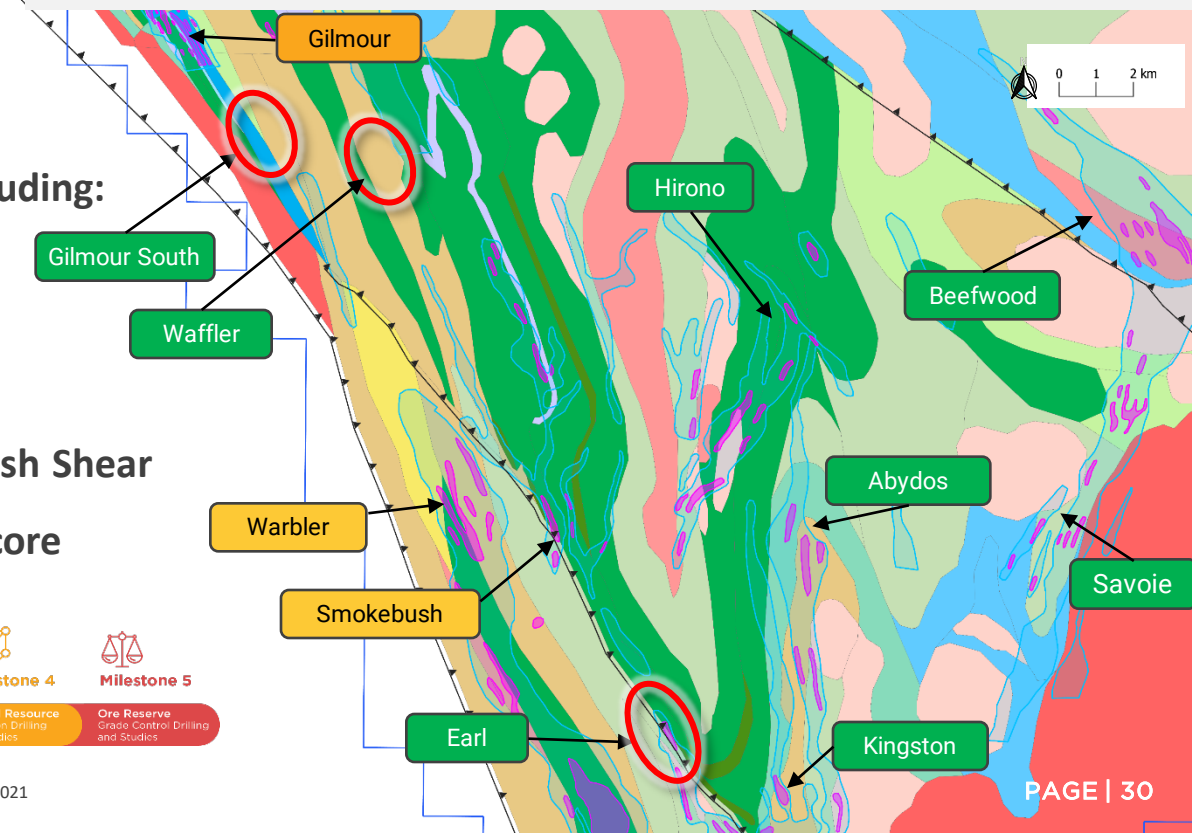 Gilmour
0 1 2 km
uding:
Hirono
Gilmour South
Beefwood
Waffler
sh Shear
Abydos
Warbler
core
Savoie
Smokebush
stone 4
Milestone 5
Resource
Ore Reserve
Drilling
Grade Control Drilling
and Studies
Earl
Kingston
021
PAGE | 30